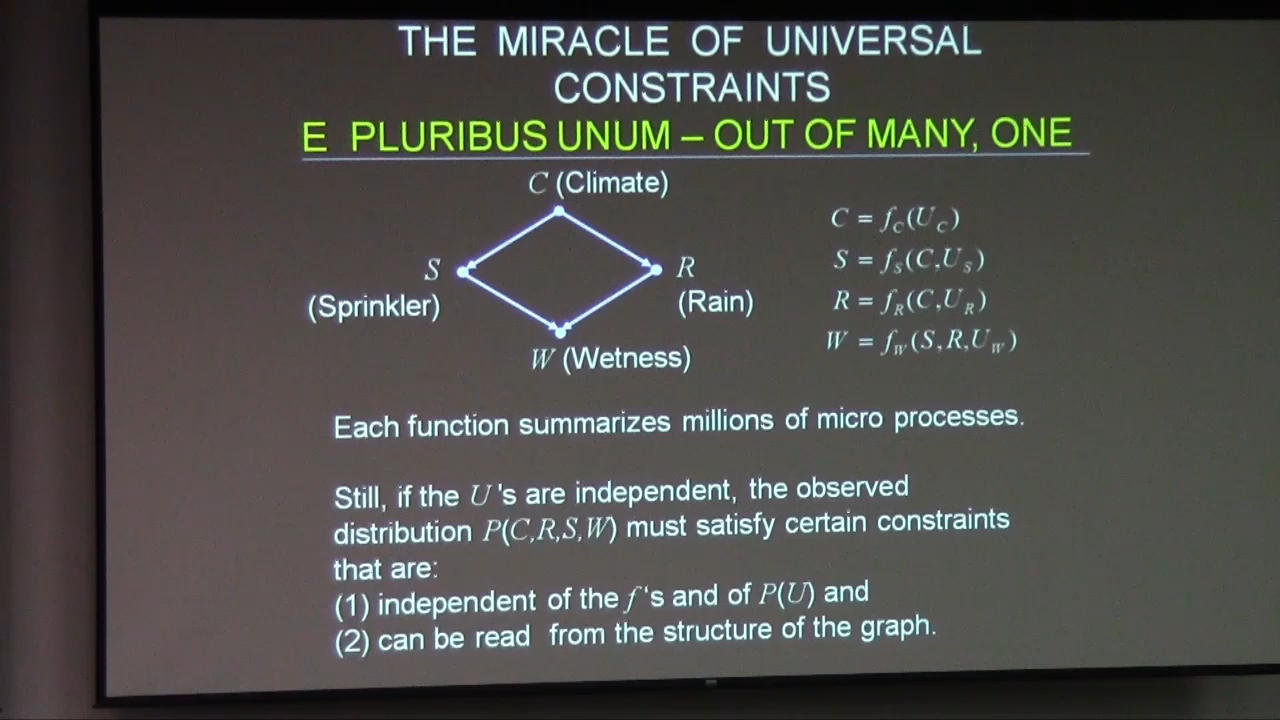 THE MIRACLE OF UNIVERSAL
CONSTRAINTS
E PLURIBUS UNUM – OUT OF MANY, ONE
C (Climate)
S
(Sprinkler)
R
(Rain)
W (Wetness)
C = f_C(U_C)
S = f_S(C,U_S)
R = f_R(C,U_R)
W = f_W(S,R,U_W)
Each function summarizes millions of micro processes.
Still, if the U 's are independent, the observed
distribution P(C,R,S,W) must satisfy certain constraints
that are:
(1) independent of the f 's and of P(U) and
(2) can be read from the structure of the graph.